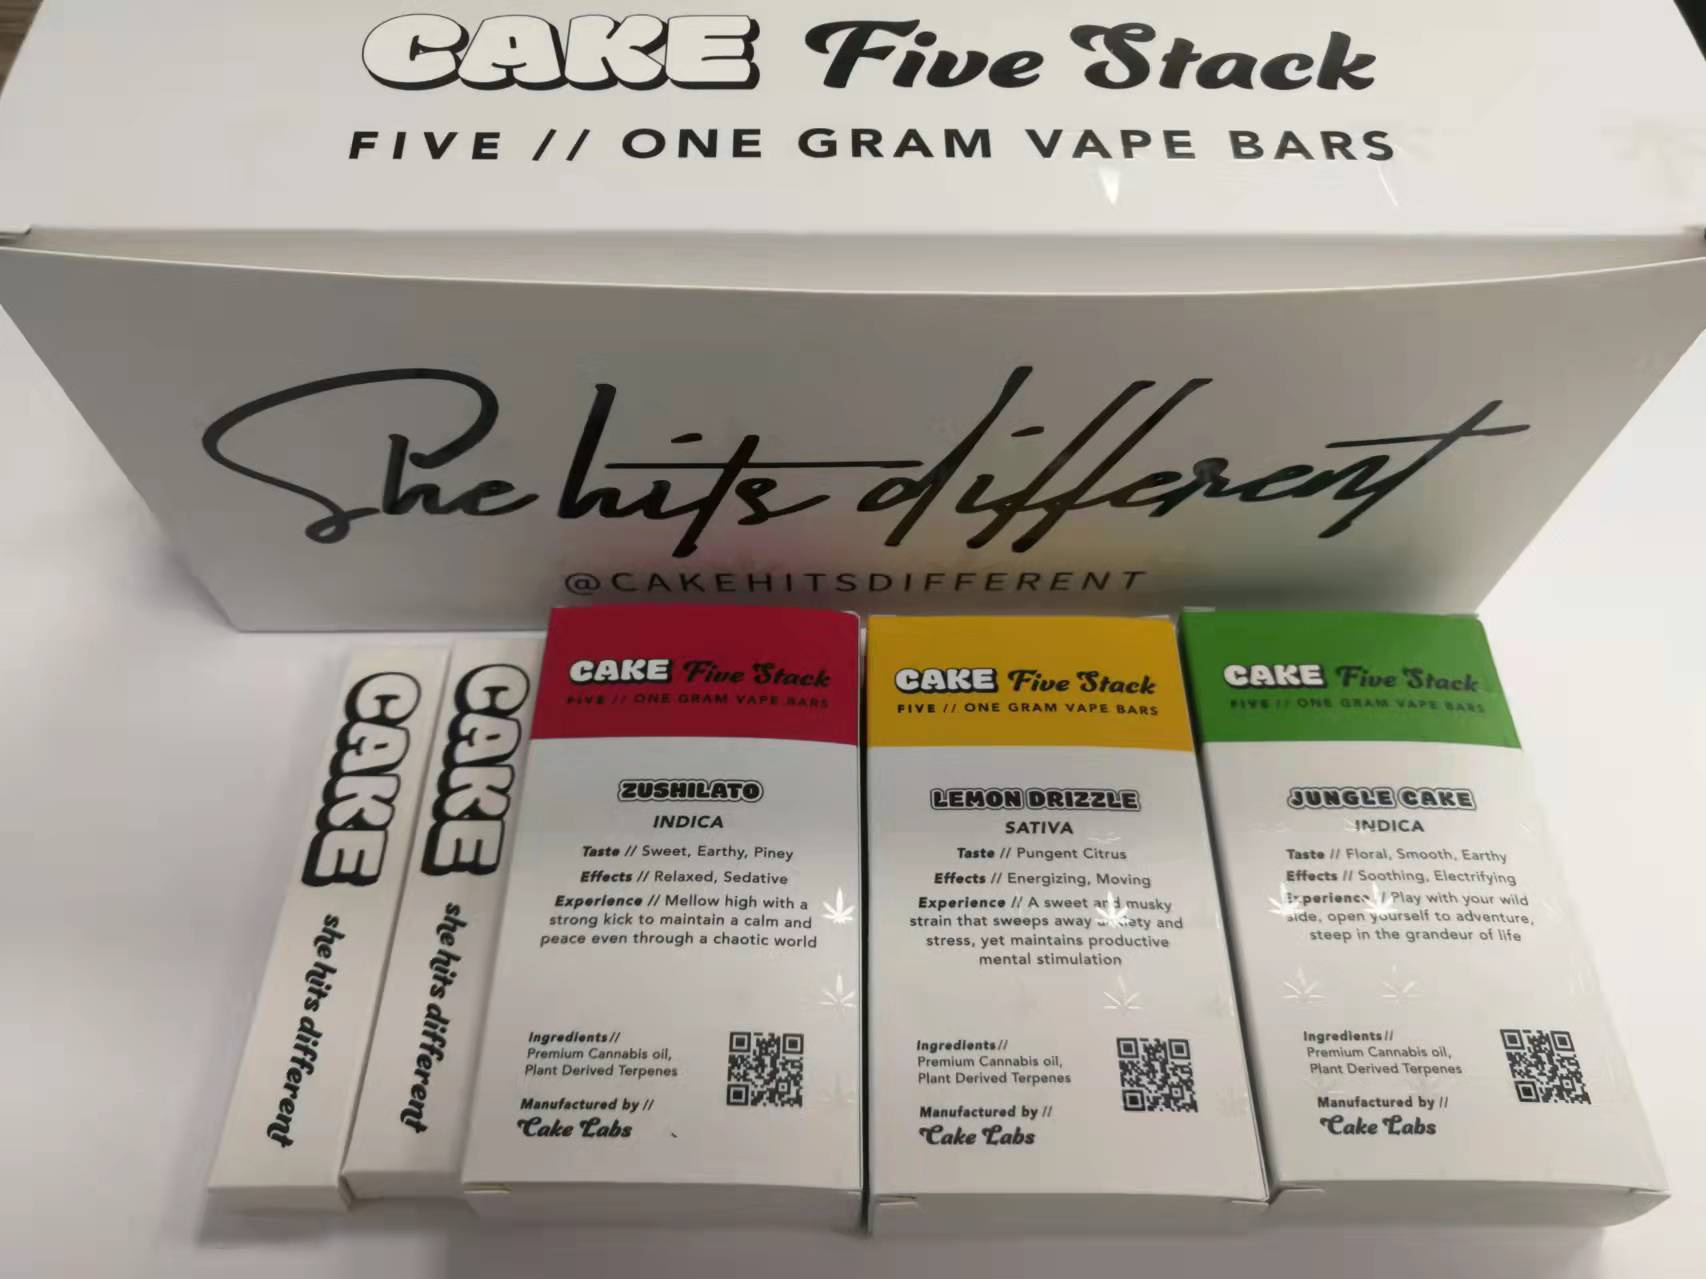 CAKE Five Stack
FIVE // ONE GRAM VAPE BARS
She hits different
@CAKEHITSDIFFERENT
CAKE she hits different
CAKE she hits different
CAKE Five Stack
FIVE // ONE GRAM VAPE BARS
ZUSHILATO
INDICA
Taste // Sweet, Earthy, Piney
Effects // Relaxed, Sedative
Experience // Mellow high with a
strong kick to maintain a calm and
peace even through a chaotic world
Ingredients //
Premium Cannabis oil,
Plant Derived Terpenes
Manufactured by //
Cake Labs
CAKE Five Stack
FIVE // ONE GRAM VAPE BARS
LEMON DRIZZLE
SATIVA
Taste // Pungent Citrus
Effects // Energizing, Moving
Experience // A sweet and musky
strain that sweeps away anxiety and
stress, yet maintains productive
mental stimulation
Ingredients //
Premium Cannabis oil,
Plant Derived Terpenes
Manufactured by //
Cake Labs
CAKE Five Stack
FIVE // ONE GRAM VAPE BARS
JUNGLE CAKE
INDICA
Taste // Floral, Smooth, Earthy
Effects // Soothing, Electrifying
Experience // Play with your wild
side, open yourself to adventure,
steep in the grandeur of life
Ingredients //
Premium Cannabis oil,
Plant Derived Terpenes
Manufactured by //
Cake Labs